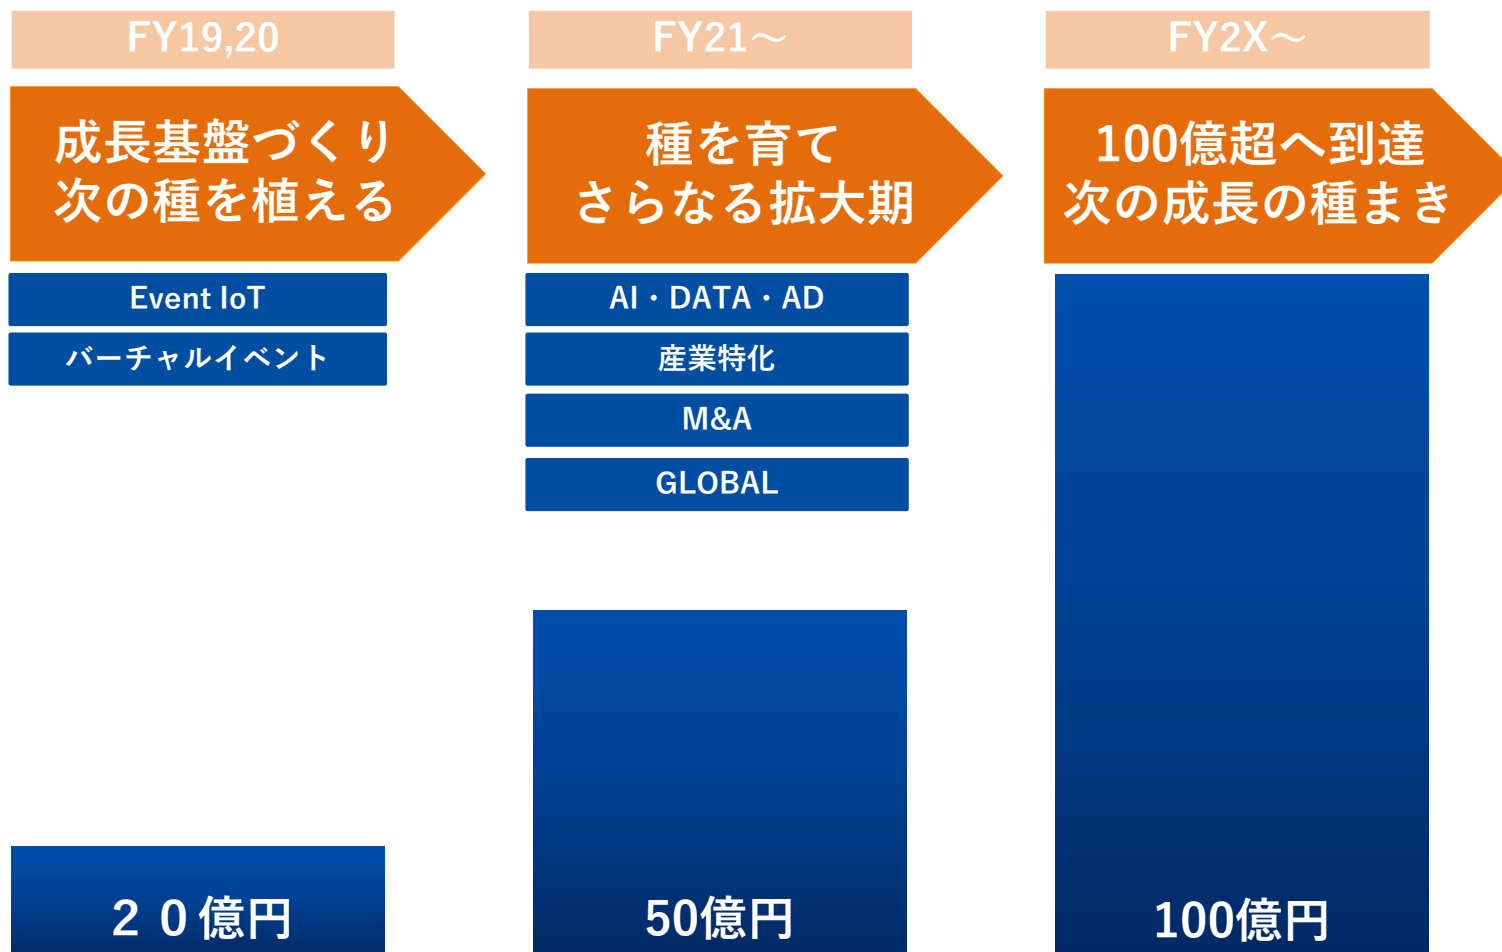 FY19,20
成長基盤づくり
次の種を植える
Event IoT
バーチャルイベント
２０億円
FY21～
種を育て
さらなる拡大期
AI・DATA・AD
産業特化
M&A
GLOBAL
50億円
FY2X～
100億超へ到達
次の成長の種まき
100億円